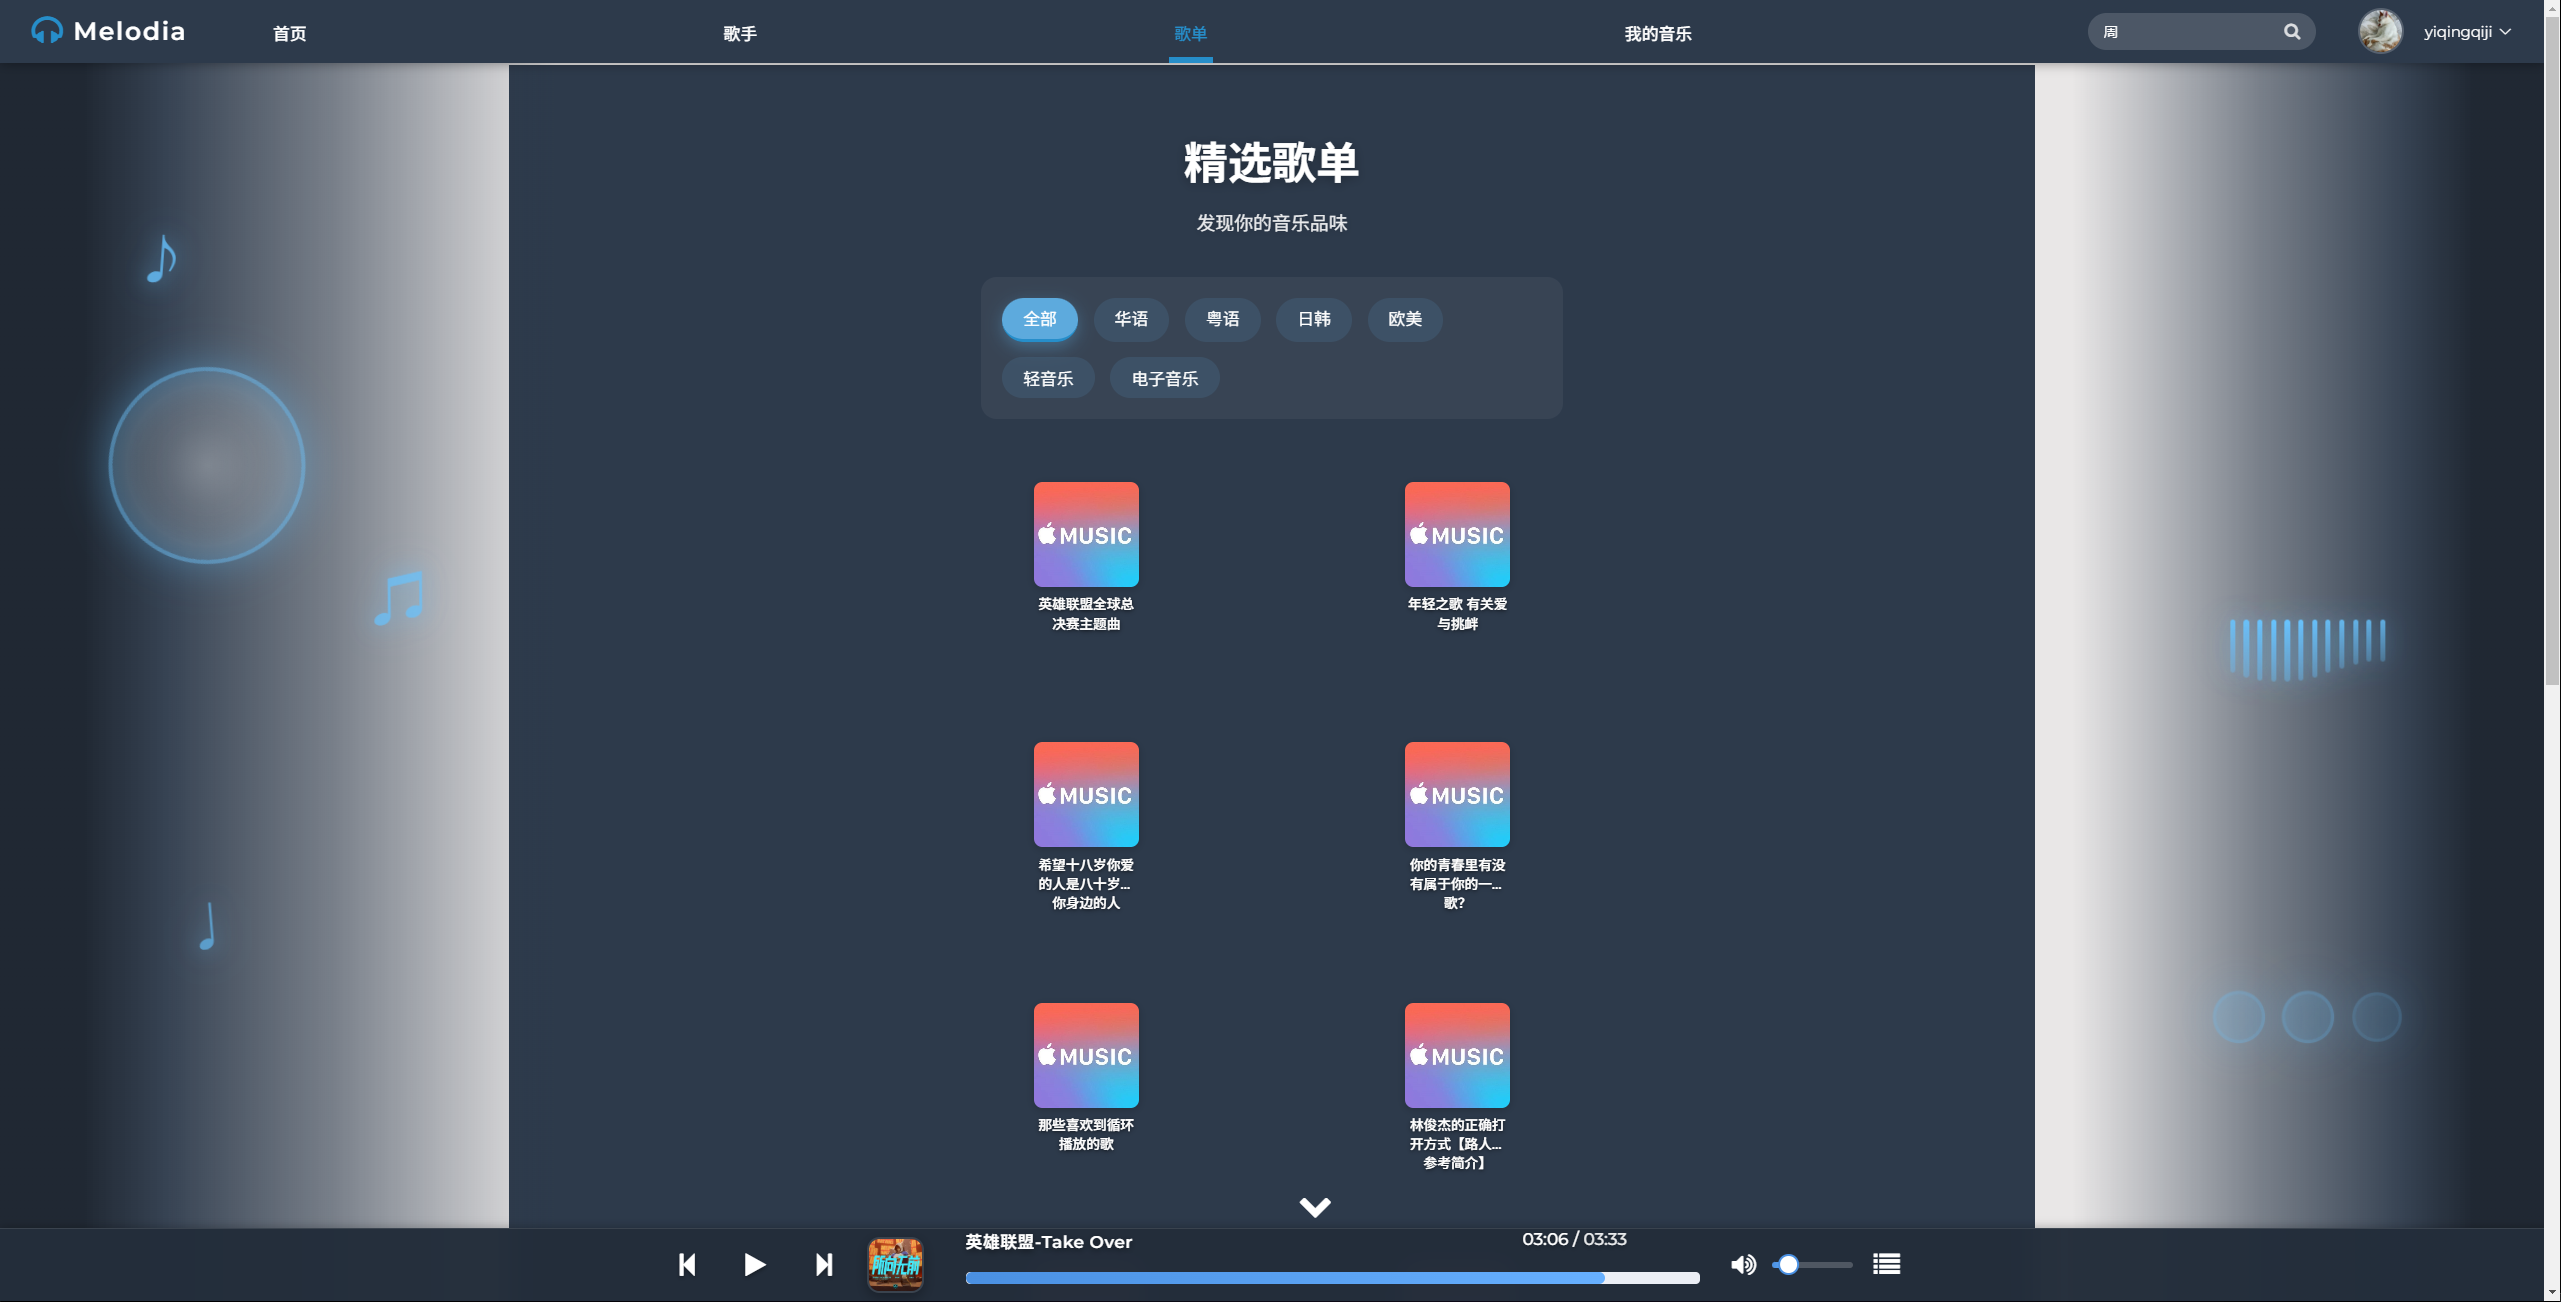 Melodia
首页
歌手
歌单
我的音乐
周
yiqingqiji
精选歌单
发现你的音乐品味
全部
华语
粤语
日韩
欧美
轻音乐
电子音乐
MUSIC
MUSIC
英雄联盟全球总
决赛主题曲
年轻之歌 有关爱
与挑衅
MUSIC
MUSIC
希望十八岁你爱
的人是八十岁...
你身边的人
你的青春里有没
有属于你的一...
歌?
MUSIC
MUSIC
那些喜欢到循环
播放的歌
林俊杰的正确打
开方式【路人...
参考简介】
所向无前
英雄联盟-Take Over
03:06 / 03:33